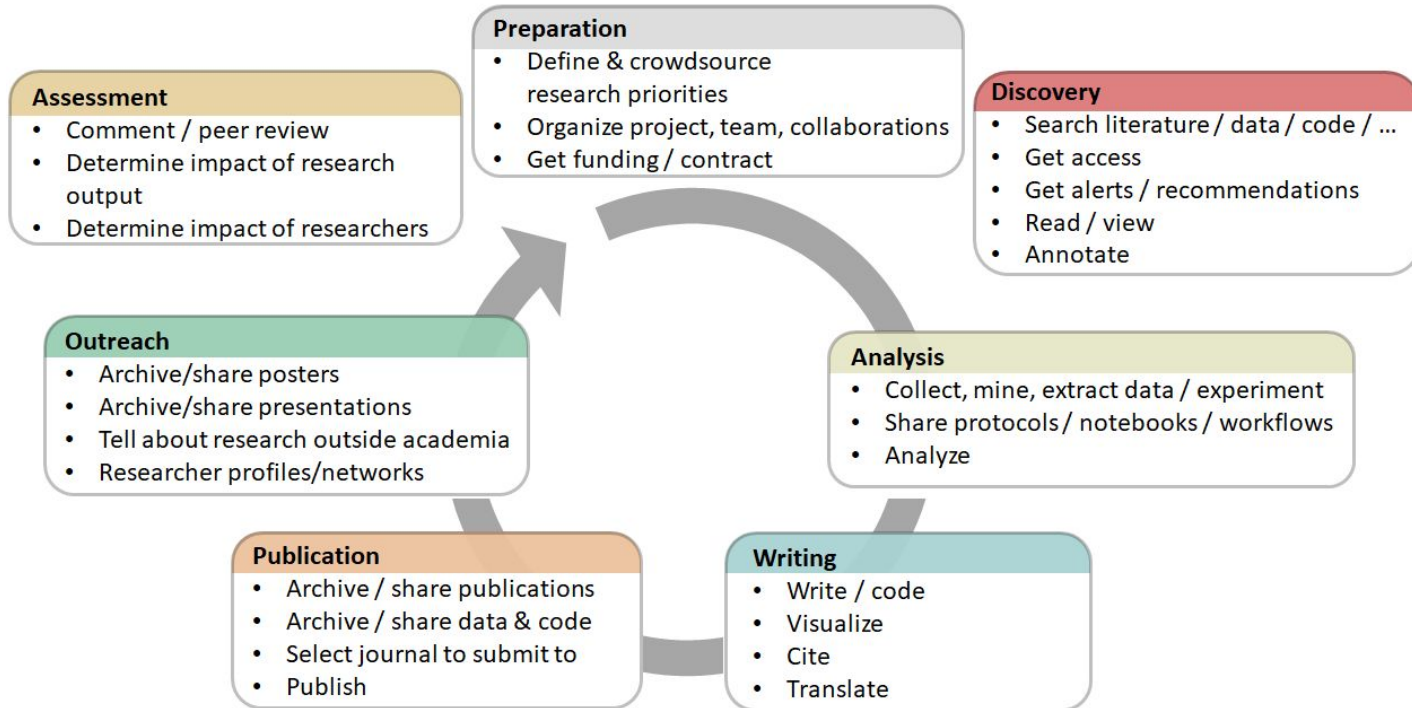 Preparation
• Define & crowdsource
research priorities
• Organize project, team, collaborations
• Get funding / contract
Discovery
• Search literature / data / code / ...
• Get access
• Get alerts / recommendations
• Read / view
• Annotate
Analysis
• Collect, mine, extract data / experiment
• Share protocols / notebooks / workflows
• Analyze
Writing
• Write / code
• Visualize
• Cite
• Translate
Publication
• Archive / share publications
• Archive / share data & code
• Select journal to submit to
• Publish
Outreach
• Archive/share posters
• Archive/share presentations
• Tell about research outside academia
• Researcher profiles/networks
Assessment
• Comment / peer review
• Determine impact of research
output
• Determine impact of researchers